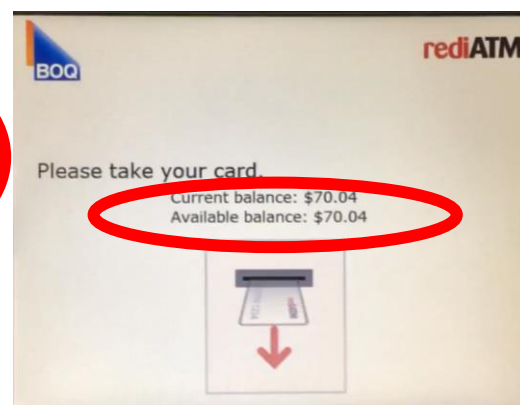 BOQ
rediATM
Please take your card.
Current balance: $70.04
Available balance: $70.04